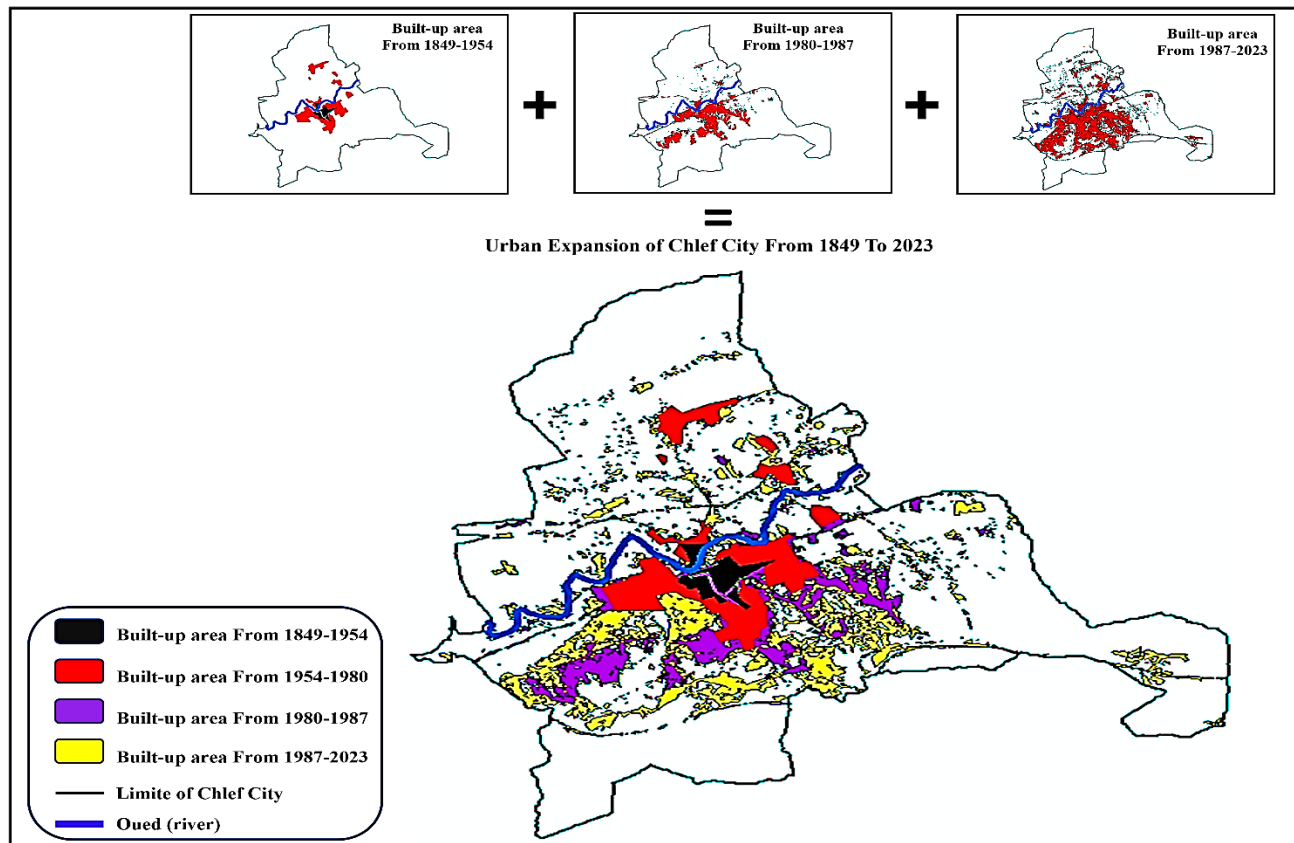 Built-up area
From 1849-1954
+
Built-up area
From 1980-1987
+
Built-up area
From 1987-2023
=
Urban Expansion of Chlef City From 1849 To 2023
Built-up area From 1849-1954
Built-up area From 1954-1980
Built-up area From 1980-1987
Built-up area From 1987-2023
Limite of Chlef City
Oued (river)